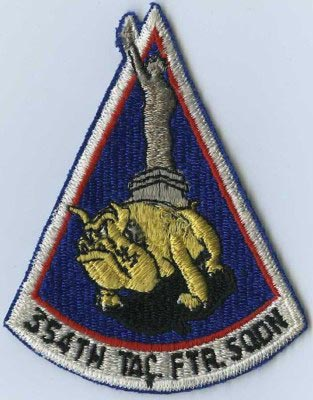 354TH TAC. FTR. SQDN